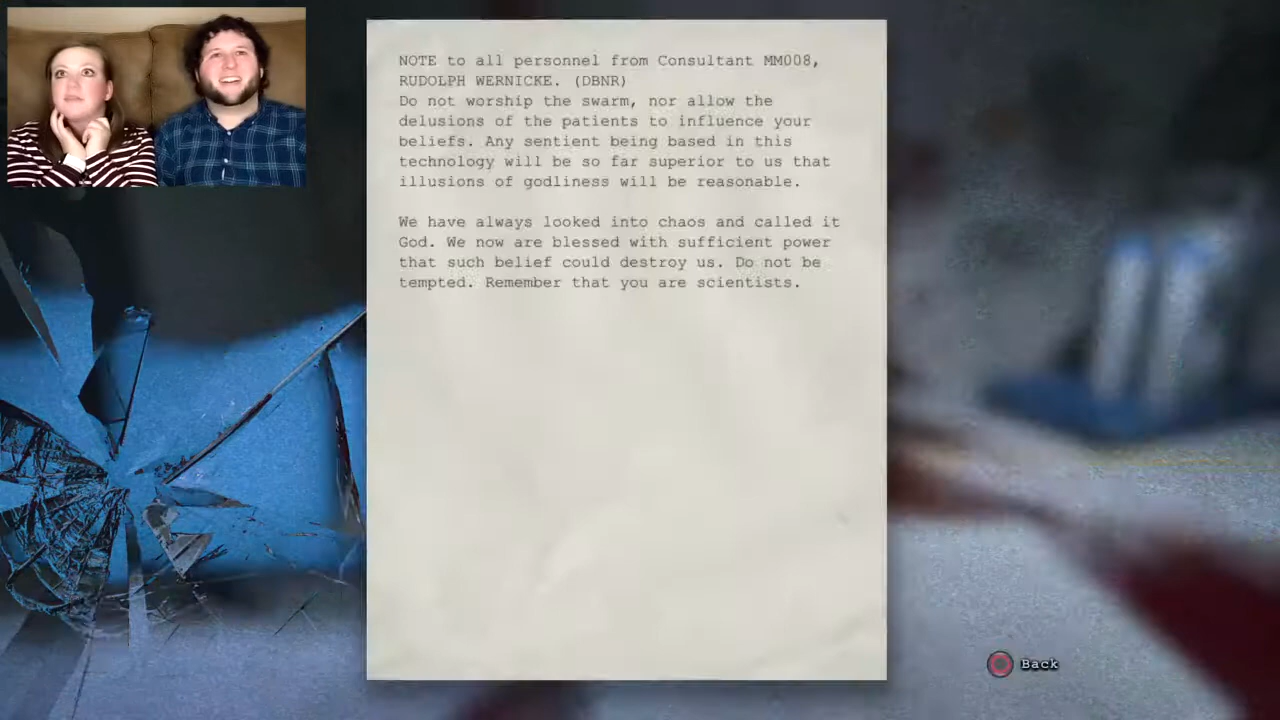 NOTE to all personnel from Consultant MM008,
RUDOLPH WERNICKE. (DBNR)
Do not worship the swarm, nor allow the
delusions of the patients to influence your
beliefs. Any sentient being based in this
technology will be so far superior to us that
illusions of godliness will be reasonable.
We have always looked into chaos and called it
God. We now are blessed with sufficient power
that such belief could destroy us. Do not be
tempted. Remember that you are scientists.
Back